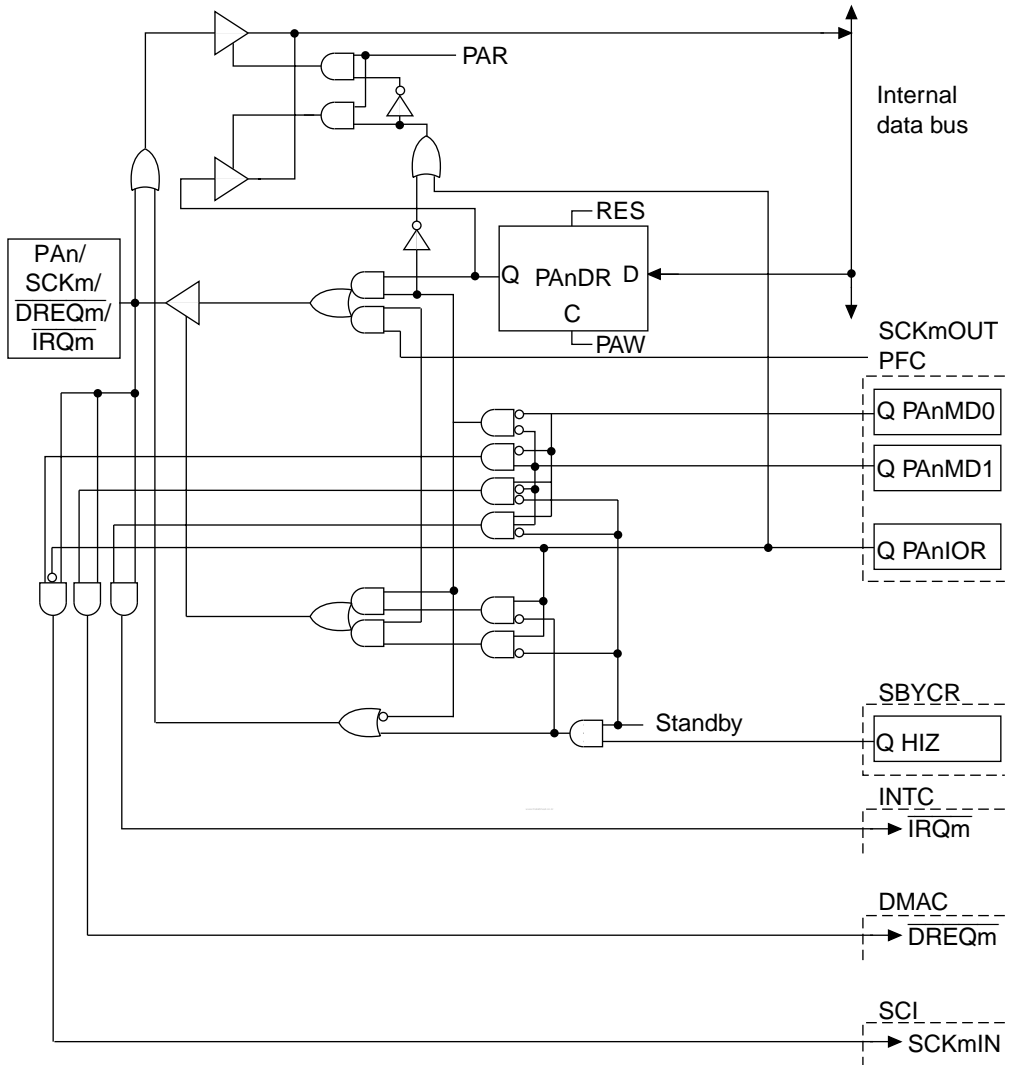 PAR
Internal
data bus
RES
PAn/
SCKm/
DREQm/
IRQm
Q PAnDR D
C
PAW
SCKmOUT
PFC
Q PAnMD0
Q PAnMD1
Q PAnIOR
SBYCR
Standby
Q HIZ
INTC
IRQm
DMAC
DREQm
SCI
SCKmIN